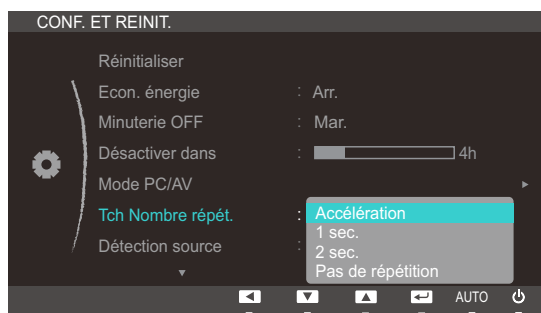 CONF. ET REINIT.
Réinitialiser
Econ. énergie : Arr.
Minuterie OFF : Mar.
Désactiver dans : 4h
Mode PC/AV
Tch Nombre répét. : Accélération
1 sec.
Détection source : 2 sec.
Pas de répétition
AUTO